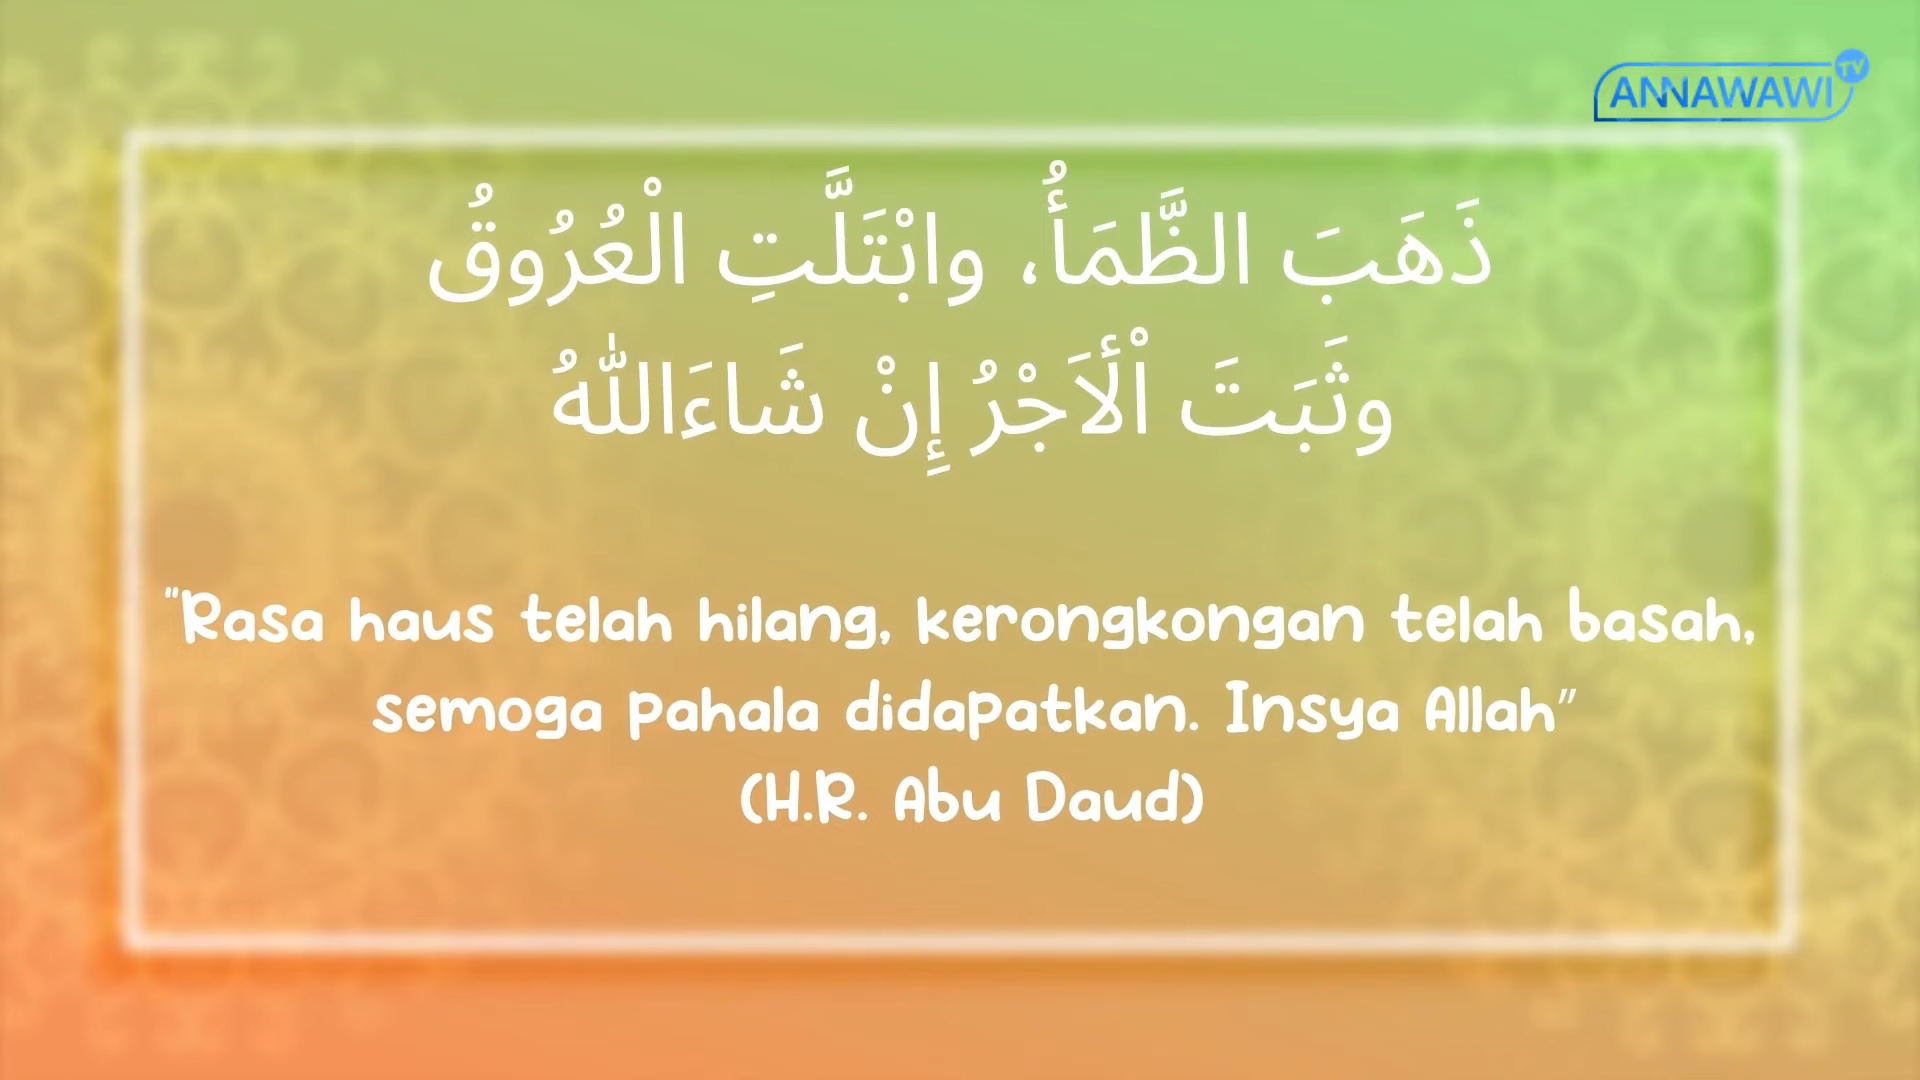 ANNAWAWI TV
ذَهَبَ الظَّمَأُ، وابْتَلَّتِ الْعُرُوقُ
وثَبَتَ اْلأَجْرُ إِنْ شَاءَاللّٰهُ
"Rasa haus telah hilang, kerongkongan telah basah,
semoga pahala didapatkan. Insya Allah"
(H.R. Abu Daud)